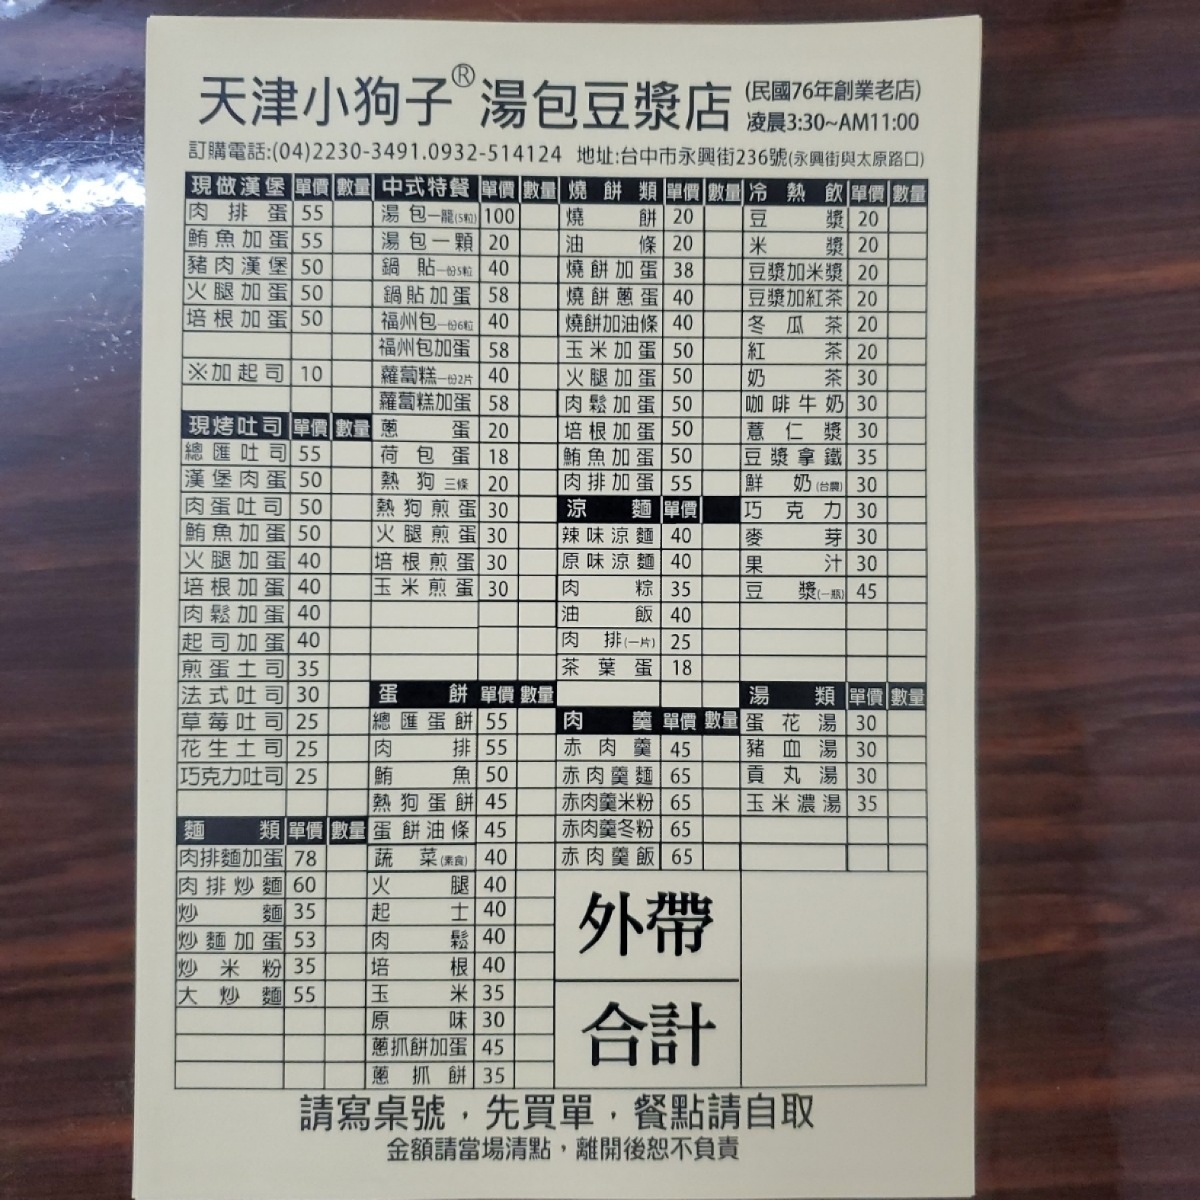 天津小狗子®湯包豆漿店
(民國76年創業老店)
凌晨3:30~AM11:00
訂購電話:(04)2230-3491.0932-514124 地址:台中市永興街236號(永興街與太原路口)
現做漢堡 單價 數量
肉排蛋 55
鮪魚加蛋 55
豬肉漢堡 50
火腿加蛋 50
培根加蛋 50
※加起司 10
現烤吐司 單價 數量
總匯吐司 55
漢堡肉蛋 50
肉蛋吐司 50
鮪魚加蛋 50
火腿加蛋 40
培根加蛋 40
肉鬆加蛋 40
起司加蛋 40
煎蛋土司 35
法式吐司 30
草莓吐司 25
花生土司 25
巧克力吐司 25
麵類 單價 數量
肉排麵加蛋 78
肉排炒麵 60
炒麵 35
炒麵加蛋 53
炒米粉 35
大炒麵 55
中式特餐 單價 數量
湯包一籠(5粒) 100
湯包一顆 20
鍋貼一份5粒 40
鍋貼加蛋 58
福州包一份6粒 40
福州包加蛋 58
蘿蔔糕一份2片 40
蘿蔔糕加蛋 58
蔥蛋 20
荷包蛋 18
熱狗三條 20
熱狗煎蛋 30
火腿煎蛋 30
培根煎蛋 30
玉米煎蛋 30
蛋餅 單價 數量
總匯蛋餅 55
肉排 55
鮪魚 50
熱狗蛋餅 45
蛋餅油條 45
蔬菜(素食) 40
火腿 40
起士 40
肉鬆 40
培根 40
玉米 35
原味 30
蔥抓餅加蛋 45
蔥抓餅 35
燒餅類 單價 數量
燒餅 20
油條 20
燒餅加蛋 38
燒餅蔥蛋 40
燒餅加油條 40
玉米加蛋 50
火腿加蛋 50
肉鬆加蛋 50
培根加蛋 50
鮪魚加蛋 50
肉排加蛋 55
涼麵 單價
辣味涼麵 40
原味涼麵 40
肉粽 35
油飯 40
肉排(一片) 25
茶葉蛋 18
肉羹 單價 數量
赤肉羹 45
赤肉羹麵 65
赤肉羹米粉 65
赤肉羹冬粉 65
赤肉羹飯 65
冷熱飲 單價 數量
豆漿 20
米漿 20
豆漿加米漿 20
豆漿加紅茶 20
冬瓜茶 20
紅茶 20
奶茶 30
咖啡牛奶 30
薏仁漿 30
豆漿拿鐵 35
鮮奶(台農) 30
巧克力 30
麥芽 30
果汁 30
豆漿(一瓶) 45
湯類 單價 數量
蛋花湯 30
豬血湯 30
貢丸湯 30
玉米濃湯 35
外帶
合計
請寫桌號，先買單，餐點請自取
金額請當場清點，離開後恕不負責